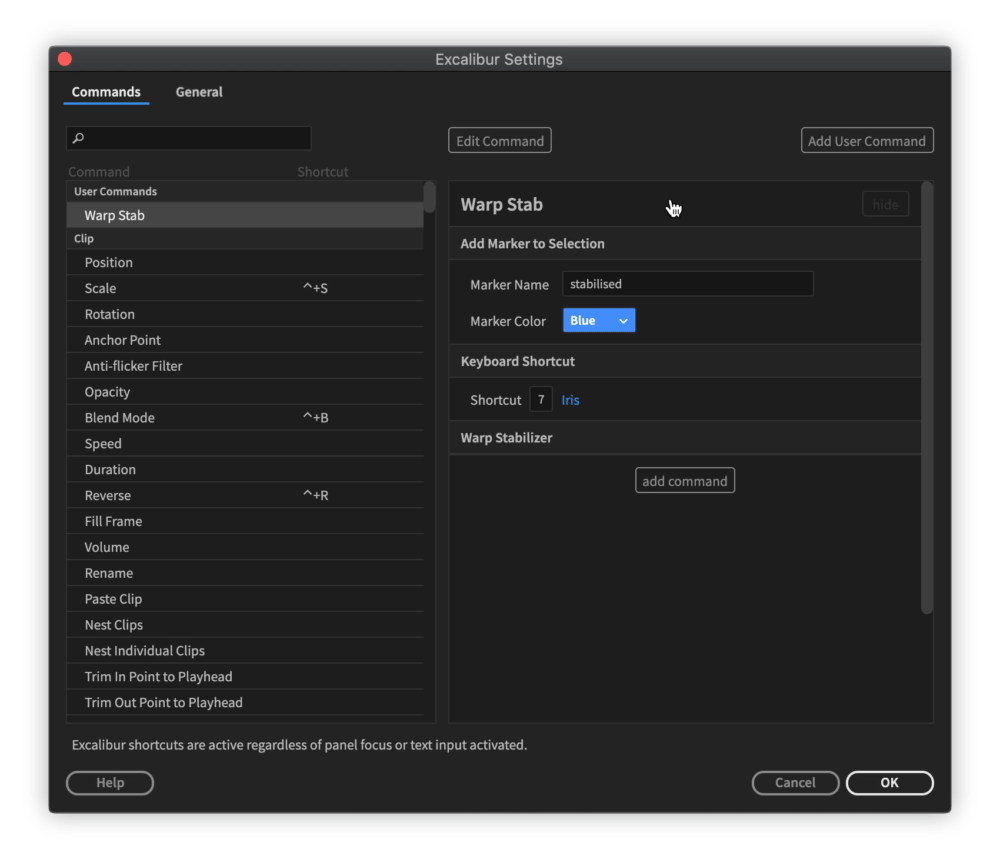 Excalibur Settings
Commands General
Edit Command Add User Command
Command Shortcut
User Commands
Warp Stab
Clip
Position
Scale ^+S
Rotation
Anchor Point
Anti-flicker Filter
Opacity
Blend Mode ^+B
Speed
Duration
Reverse ^+R
Fill Frame
Volume
Rename
Paste Clip
Nest Clips
Nest Individual Clips
Trim In Point to Playhead
Trim Out Point to Playhead
Warp Stab hide
Add Marker to Selection
Marker Name stabilised
Marker Color Blue
Keyboard Shortcut
Shortcut 7 Iris
Warp Stabilizer
add command
Excalibur shortcuts are active regardless of panel focus or text input activated.
Help Cancel OK